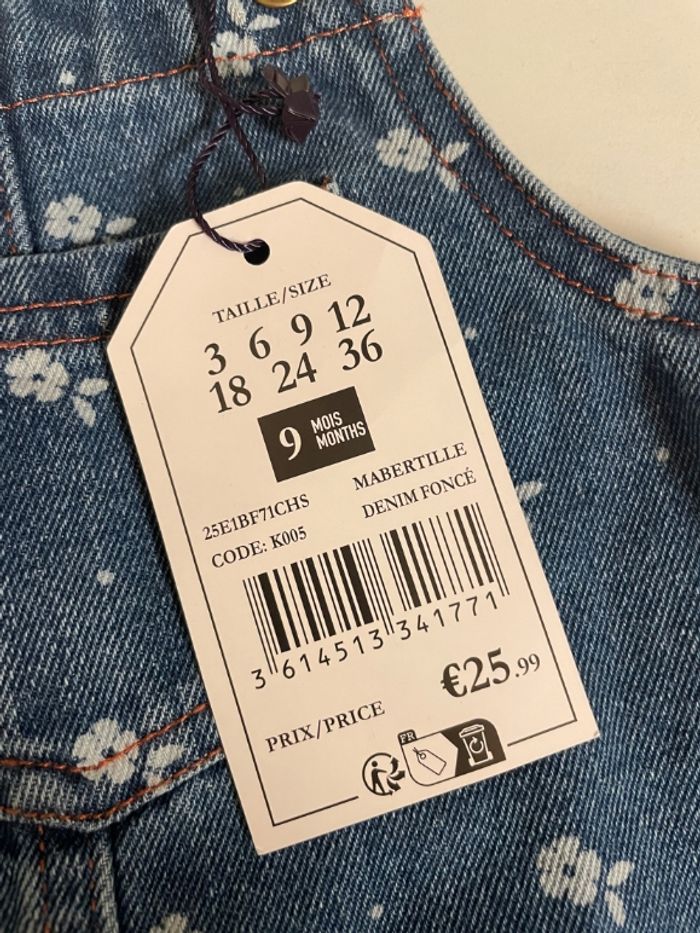 TAILLE/SIZE
3 6 9 12
18 24 36
9 MOIS
MONTHS
MABERTILLE
25E1BF71CHS
DENIM FONCÉ
CODE: K005
3 614513 341771
€25.99
PRIX/PRICE
FR